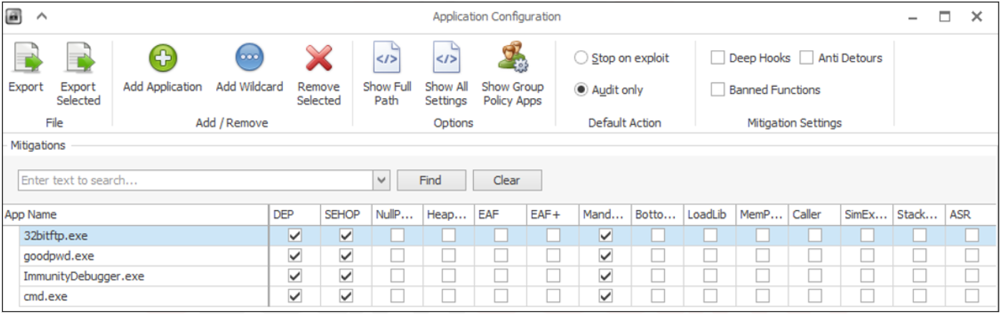 Application Configuration
Export
Export Selected
Add Application
Add Wildcard
Remove Selected
Show Full Path
Show All Settings
Show Group Policy Apps
Stop on exploit
Audit only
Deep Hooks
Anti Detours
Banned Functions
File
Add / Remove
Options
Default Action
Mitigation Settings
Mitigations
Enter text to search...
Find
Clear
App Name DEP SEHOP NullP... Heap... EAF EAF+ Mand... Botto... LoadLib MemP... Caller SimEx... Stack... ASR
32bitftp.exe
goodpwd.exe
ImmunityDebugger.exe
cmd.exe